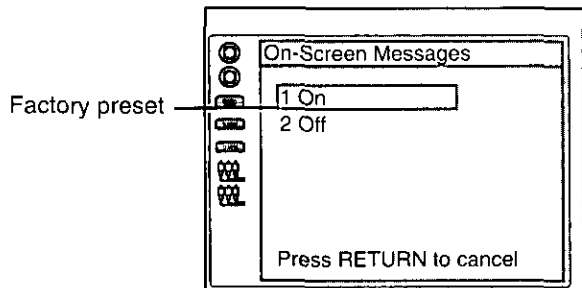 On-Screen Messages
Factory preset
1 On
2 Off
Press RETURN to cancel